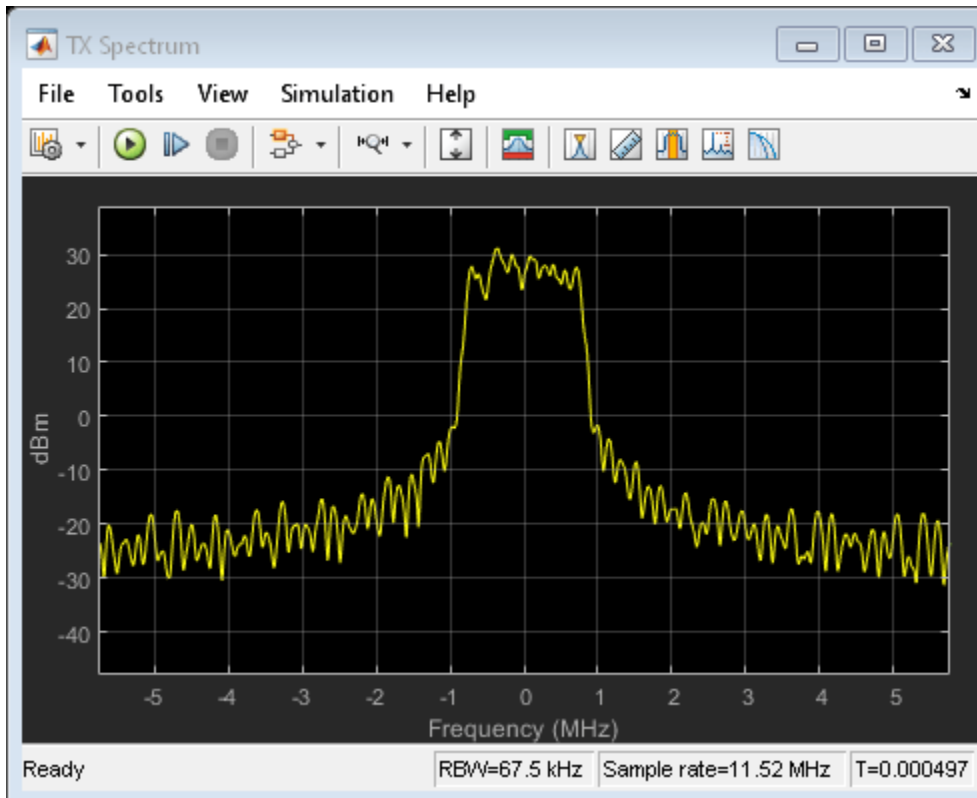 TX Spectrum
File Tools View Simulation Help
30
20
10
0
-10
-20
-30
-40
dBm
-5 -4 -3 -2 -1 0 1 2 3 4 5
Frequency (MHz)
Ready RBW=67.5 kHz Sample rate=11.52 MHz T=0.000497